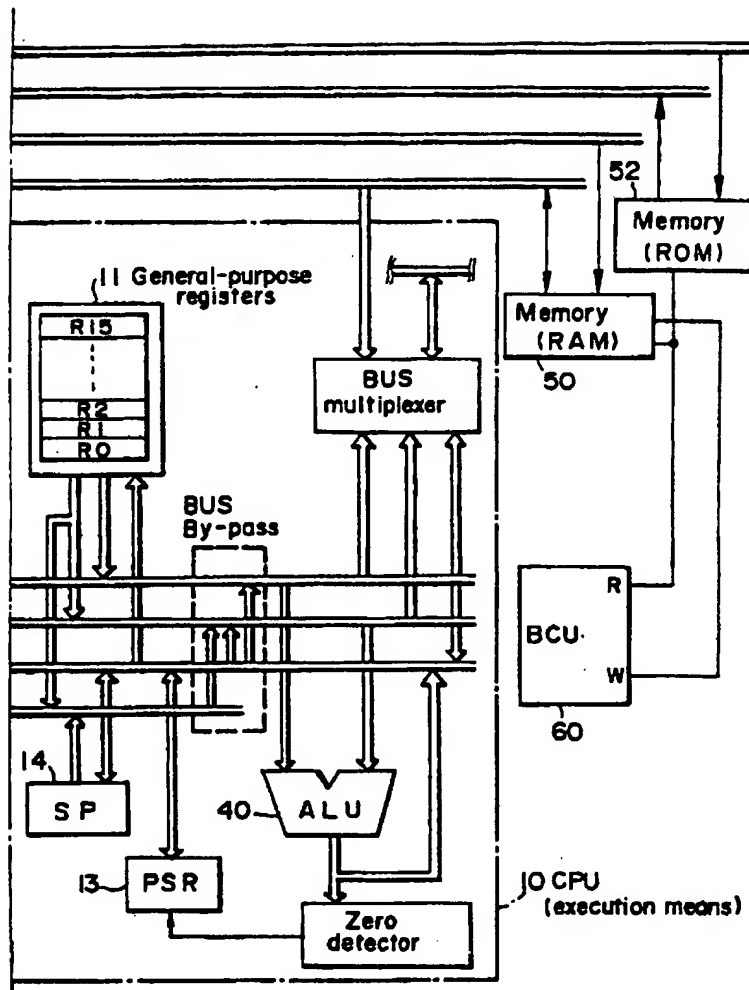 52
Memory
(ROM)
11 General-purpose
registers
R15
R2
R1
R0
Memory
(RAM)
50
BUS
multiplexer
BUS
By-pass
R
BCU
W
60
14
SP
40
ALU
13
PSR
Zero
detector
10 CPU
(execution means)